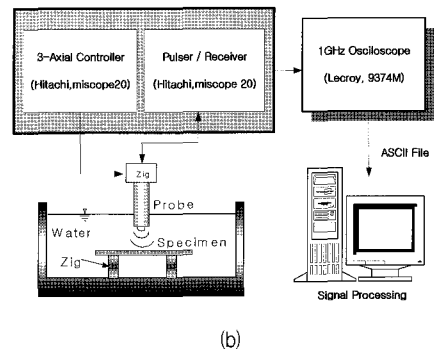 3-Axial Controller
(Hitachi,miscope20)
Pulser / Receiver
(Hitachi,miscope 20)
1GHz Osciloscope
(Lecroy, 9374M)
ASCII File
Zig
Probe
Water
Specimen
Zig
Signal Processing
(b)